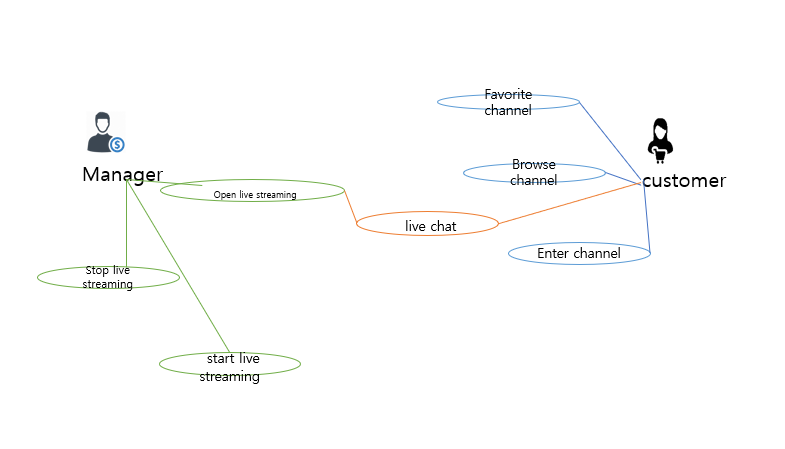 Favorite
channel
Manager
Browse
channel
customer
Open live streaming
live chat
Enter channel
Stop live
streaming
start live
streaming